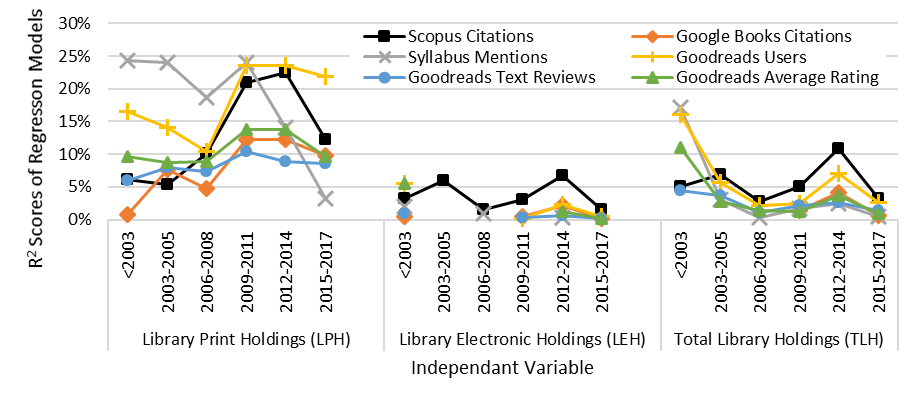 R2 Scores of Regresson Models
30%
25%
20%
15%
10%
5%
0%
Scopus Citations
Google Books Citations
Syllabus Mentions
Goodreads Users
Goodreads Text Reviews
Goodreads Average Rating
<2003
2003-2005
2006-2008
2009-2011
2012-2014
2015-2017
<2003
2003-2005
2006-2008
2009-2011
2012-2014
2015-2017
<2003
2003-2005
2006-2008
2009-2011
2012-2014
2015-2017
Library Print Holdings (LPH)
Library Electronic Holdings (LEH)
Total Library Holdings (TLH)
Independant Variable